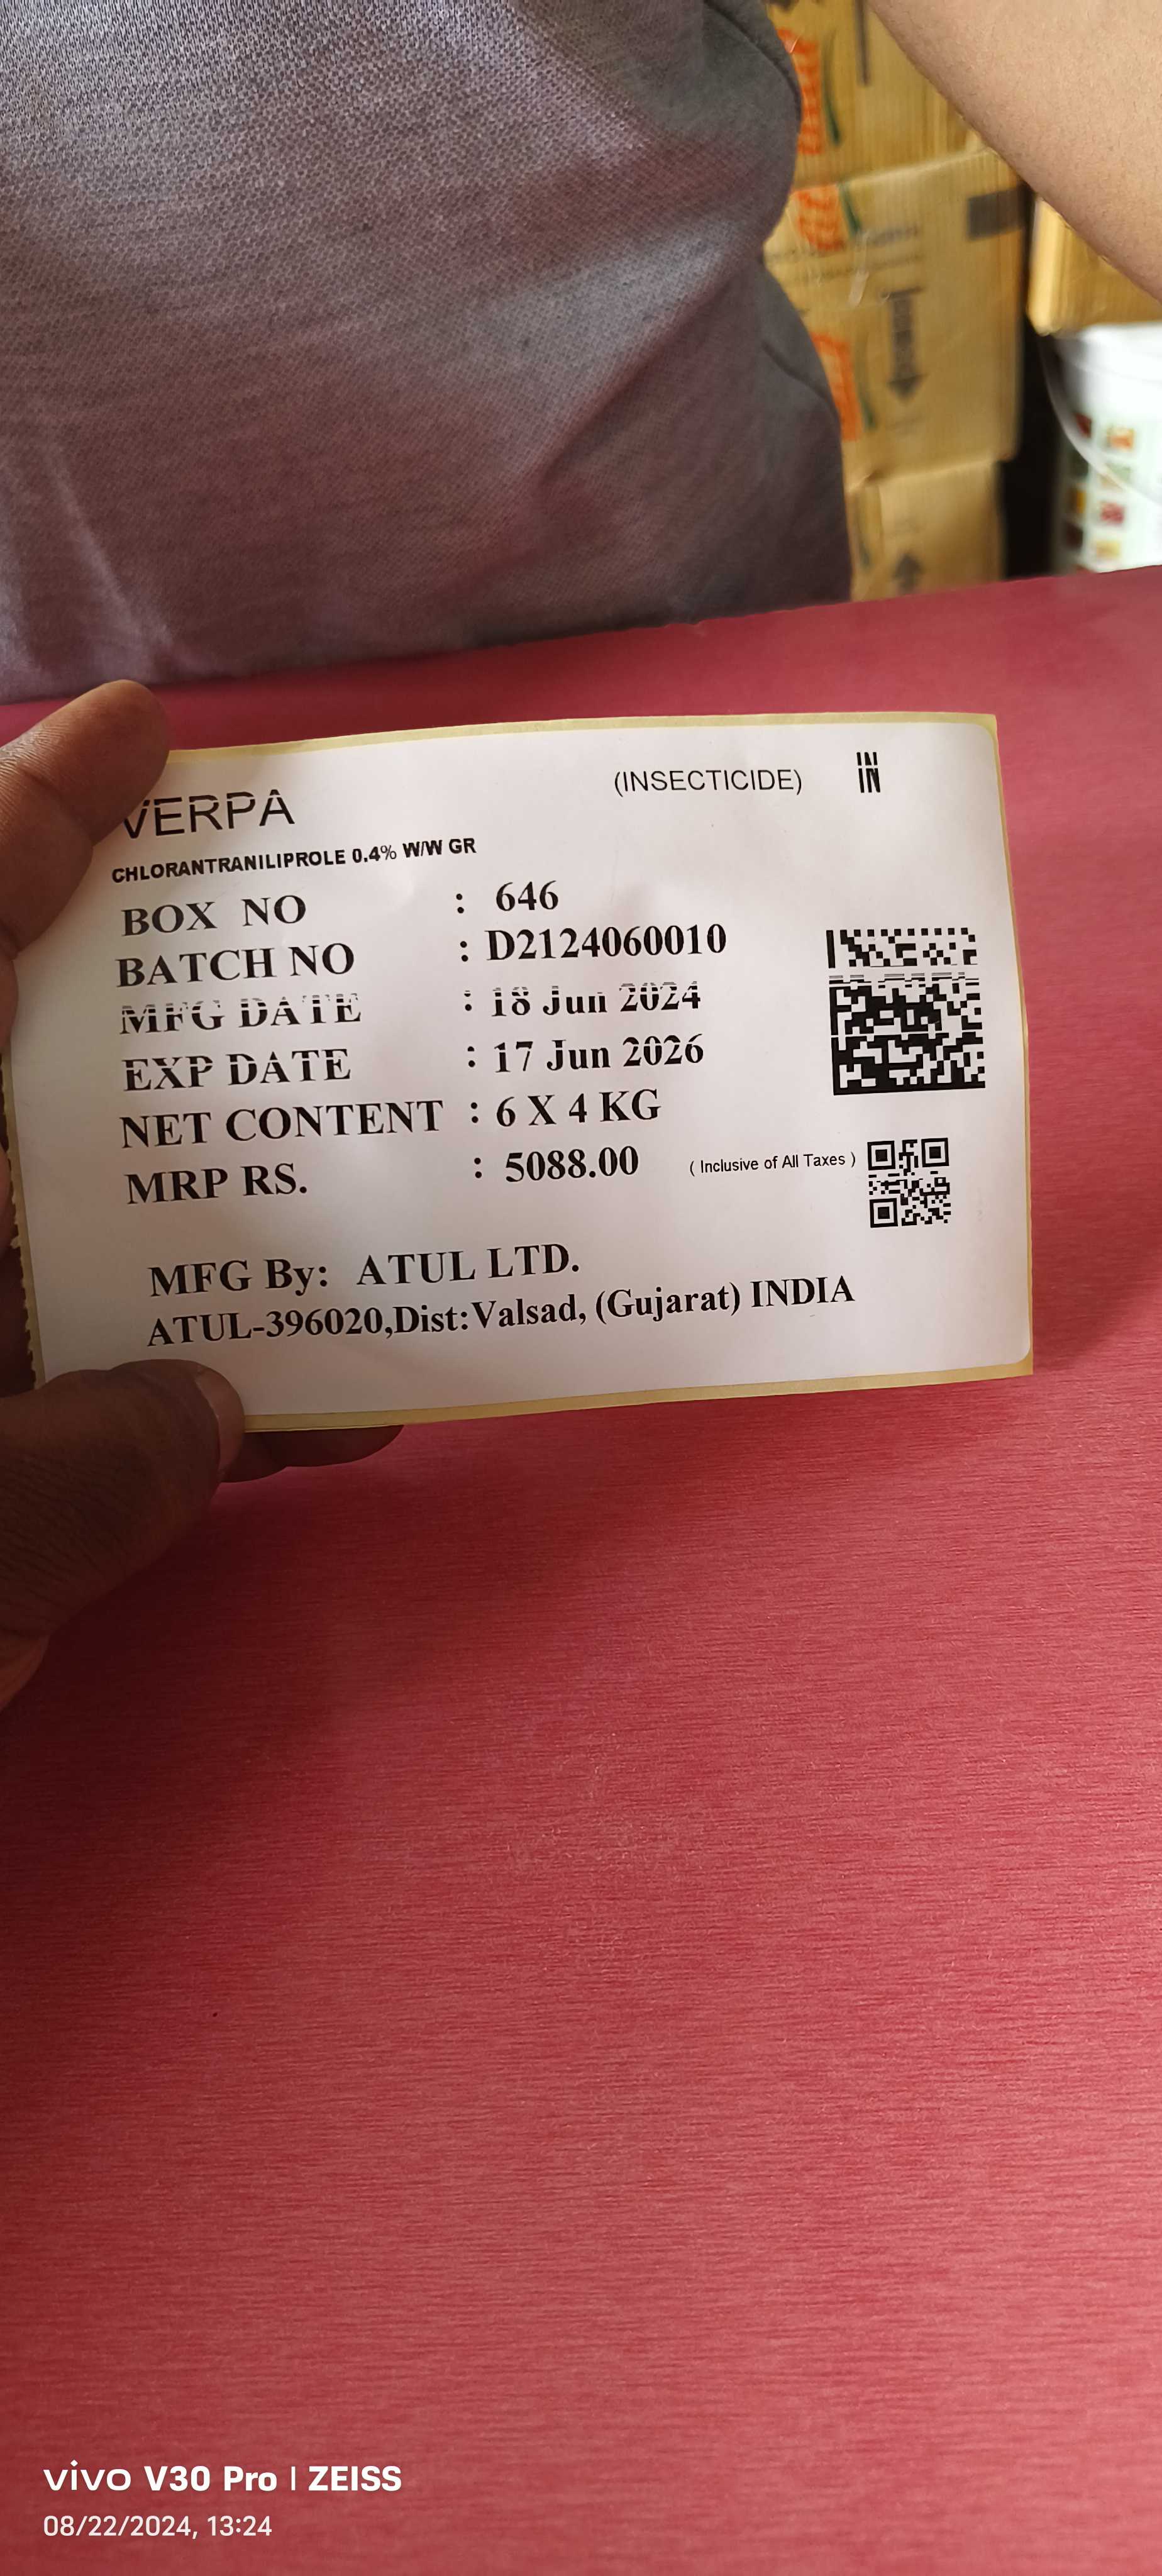 VERPA (INSECTICIDE) IN
CHLORANTRANILIPROLE 0.4% W/W GR
BOX NO : 646
BATCH NO : D2124060010
MFG DATE : 18 Jun 2024
EXP DATE : 17 Jun 2026
NET CONTENT : 6 X 4 KG
MRP RS. : 5088.00 ( Inclusive of All Taxes )
MFG By: ATUL LTD.
ATUL-396020,Dist:Valsad, (Gujarat) INDIA
vivo V30 Pro | ZEISS
08/22/2024, 13:24